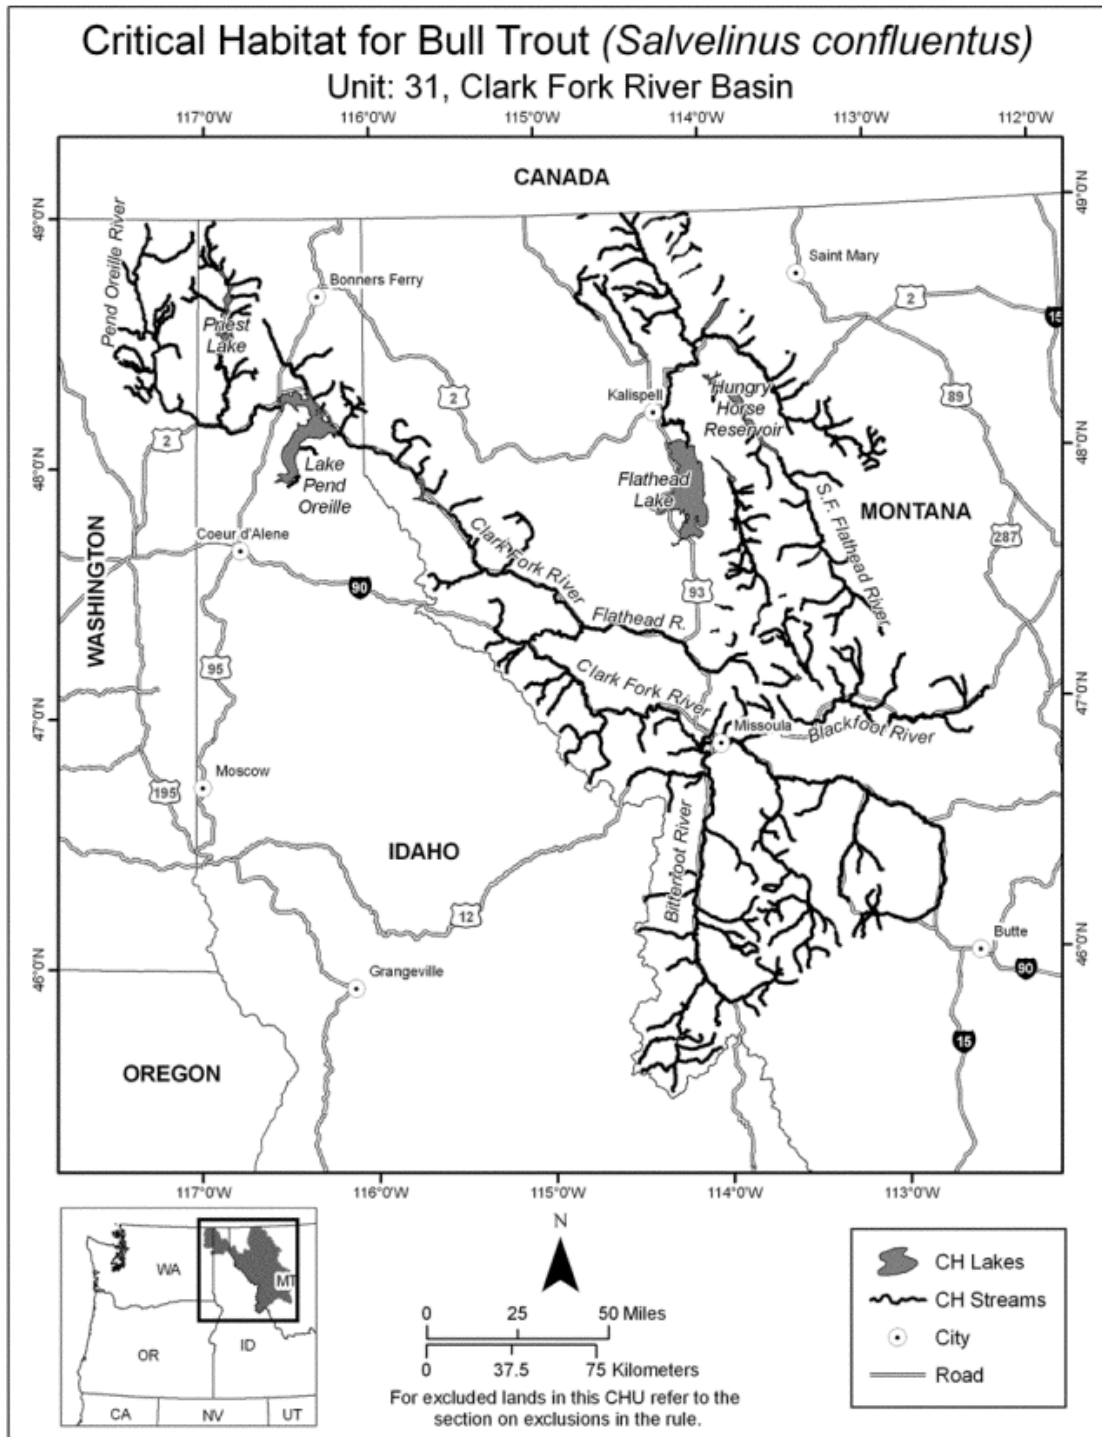 Critical Habitat for Bull Trout (Salvelinus confluentus)
Unit: 31, Clark Fork River Basin
117°0'W 116°0'W 115°0'W 114°0'W 113°0'W 112°0'W
CANADA
49°0'N
49°0'N
Pend Oreille River
Saint Mary
Bonners Ferry
2
15
Priest
Lake
Kalispell
Hungry
Horse
Reservoir
2
89
2
48°0'N
48°0'N
Lake
Pend
Oreille
Flathead
Lake
S.F. Flathead River
MONTANA
WASHINGTON
Coeur d'Alene
Clark Fork River
287
90
93
Flathead R.
95
Clark Fork River
47°0'N
47°0'N
Missoula
Blackfoot River
Moscow
195
Bitterroot River
IDAHO
12
Butte
46°0'N
46°0'N
Grangeville
90
15
OREGON
117°0'W 116°0'W 115°0'W 114°0'W 113°0'W
WA
MT
OR
ID
CA NV UT
N
0 25 50 Miles
0 37.5 75 Kilometers
For excluded lands in this CHU refer to the
section on exclusions in the rule.
CH Lakes
CH Streams
City
Road